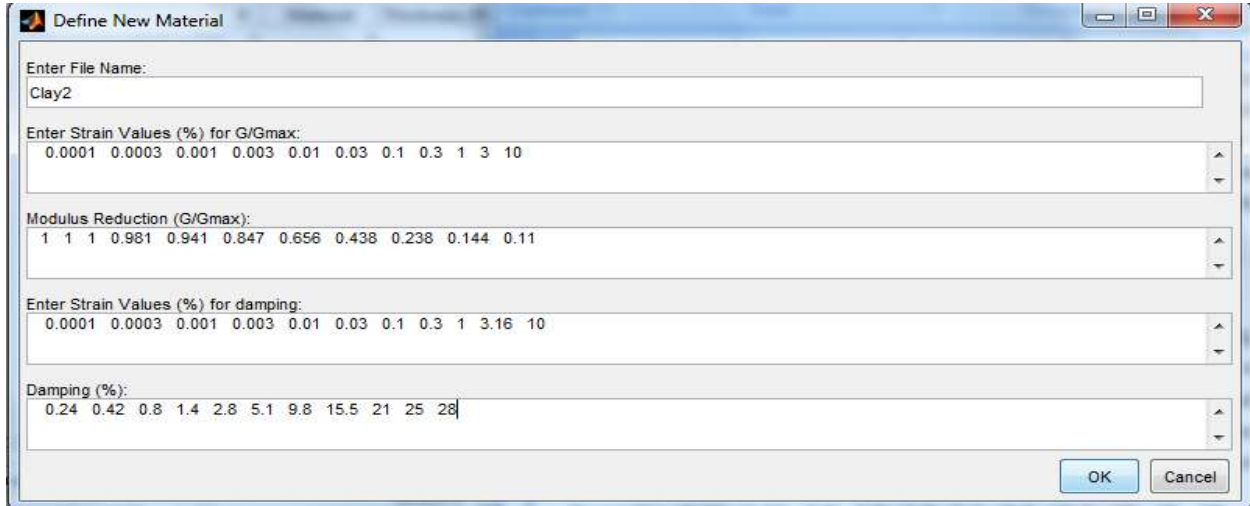 Define New Material
Enter File Name:
Clay2
Enter Strain Values (%) for G/Gmax:
0.0001 0.0003 0.001 0.003 0.01 0.03 0.1 0.3 1 3 10
Modulus Reduction (G/Gmax):
1 1 1 0.981 0.941 0.847 0.656 0.438 0.238 0.144 0.11
Enter Strain Values (%) for damping:
0.0001 0.0003 0.001 0.003 0.01 0.03 0.1 0.3 1 3.16 10
Damping (%):
0.24 0.42 0.8 1.4 2.8 5.1 9.8 15.5 21 25 28
OK Cancel